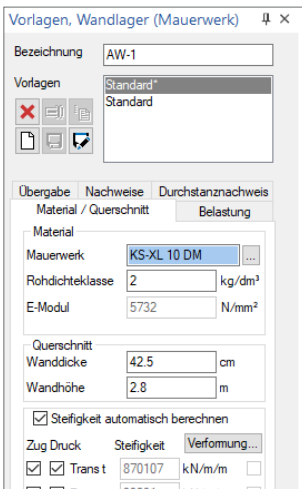 Vorlagen, Wandlager (Mauerwerk)
Bezeichnung AW-1
Vorlagen
Standard*
Standard
Übergabe Nachweise Durchstanznachweis
Material / Querschnitt Belastung
Material
Mauerwerk KS-XL 10 DM ...
Rohdichteklasse 2 kg/dm³
E-Modul 5732 N/mm²
Querschnitt
Wanddicke 42.5 cm
Wandhöhe 2.8 m
Steifigkeit automatisch berechnen
Zug Druck Steifigkeit Verformung...
Trans t 870107 kN/m/m